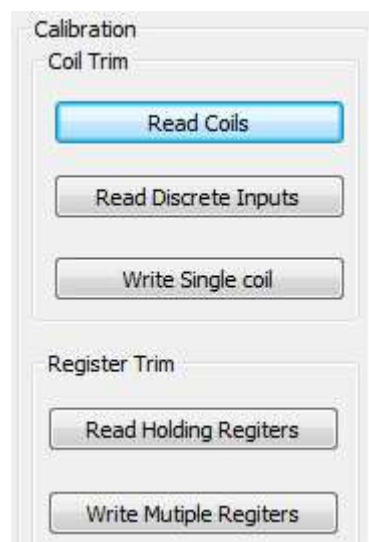 Calibration
Coil Trim
Read Coils
Read Discrete Inputs
Write Single coil
Register Trim
Read Holding Regiters
Write Mutiple Regiters